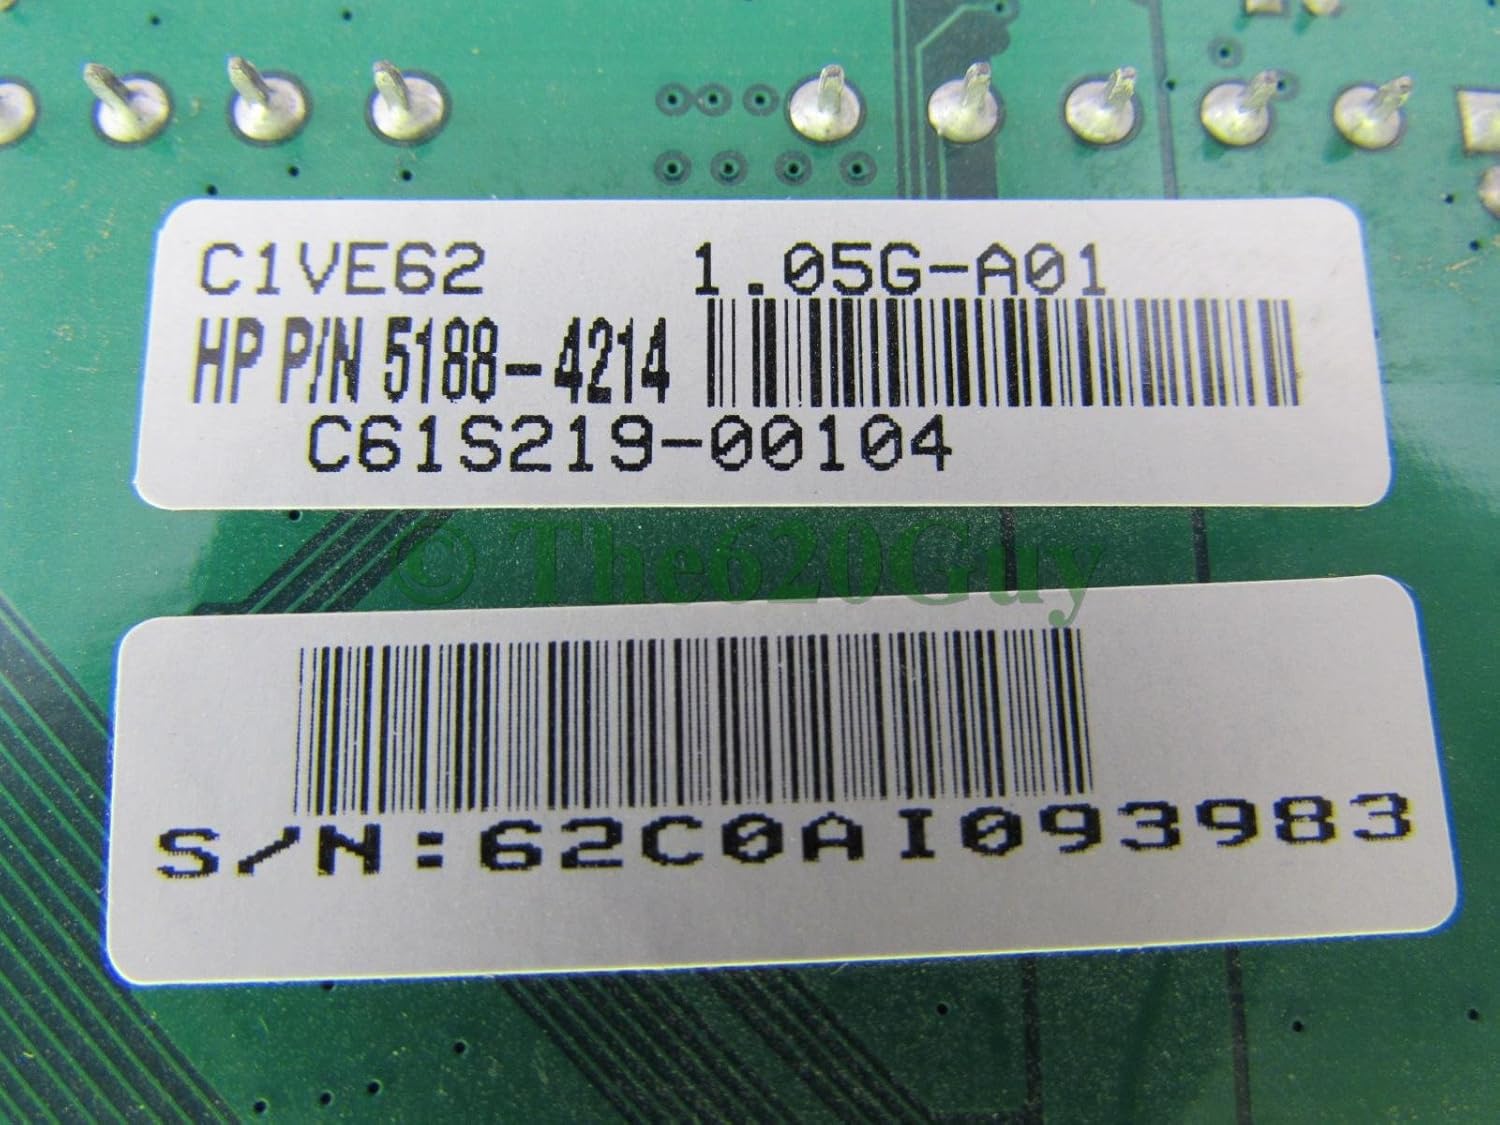 C1VE62 1.05G-A01
HP P/N 5188-4214
C61S219-00104
© The620Guy
S/N:62C0AI093983